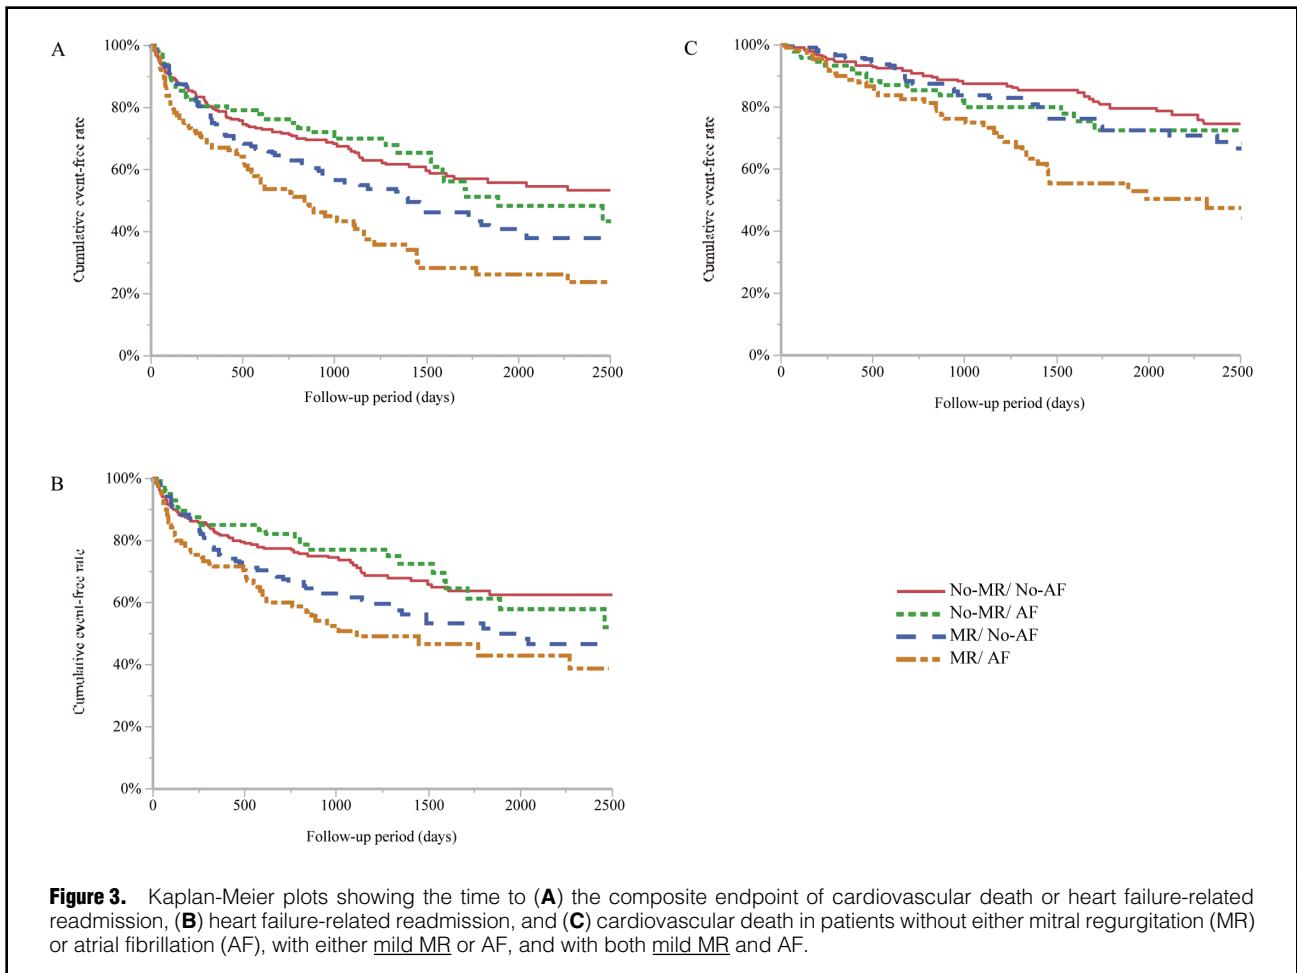 A
100%
80%
60%
40%
20%
0%
Cumulative event-free rate
0 500 1000 1500 2000 2500
Follow-up period (days)
C
100%
80%
60%
40%
20%
0%
Cumulative event-free rate
0 500 1000 1500 2000 2500
Follow-up period (days)
B
100%
80%
60%
40%
20%
0%
Cumulative event-free rate
0 500 1000 1500 2000 2500
Follow-up period (days)
No-MR/ No-AF
No-MR/ AF
MR/ No-AF
MR/ AF
Figure 3. Kaplan-Meier plots showing the time to (A) the composite endpoint of cardiovascular death or heart failure-related
readmission, (B) heart failure-related readmission, and (C) cardiovascular death in patients without either mitral regurgitation (MR)
or atrial fibrillation (AF), with either mild MR or AF, and with both mild MR and AF.